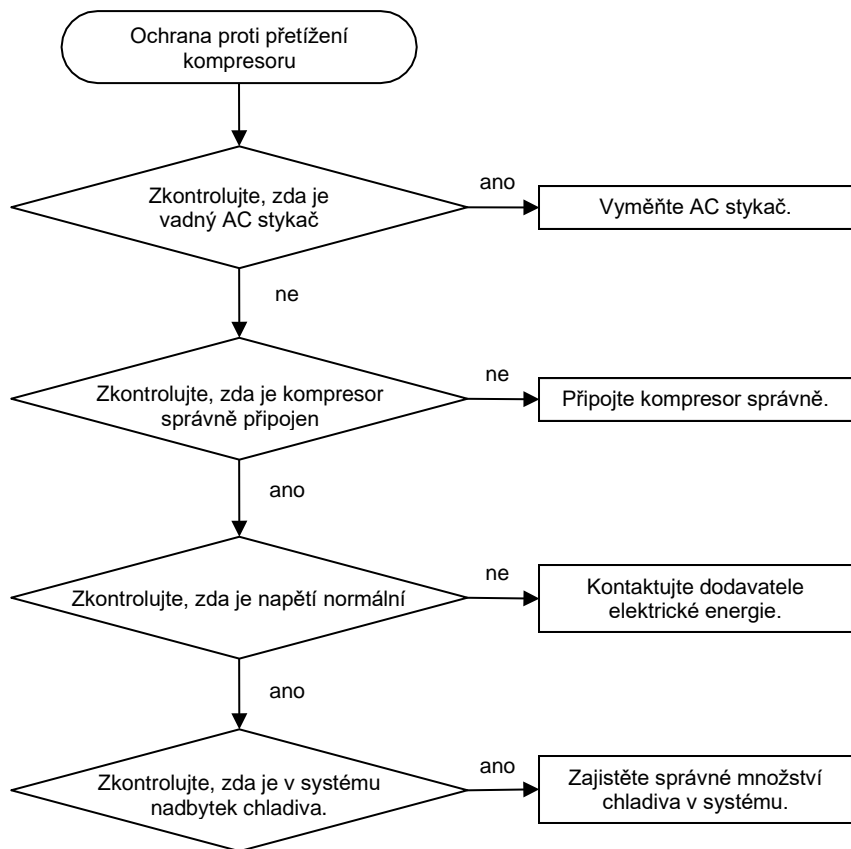 Ochrana proti přetížení
kompresoru
Zkontrolujte, zda je
vadný AC stykač
ano
Vyměňte AC stykač.
ne
Zkontrolujte, zda je kompresor
správně připojen
ne
Připojte kompresor správně.
ano
Zkontrolujte, zda je napětí normální
ne
Kontaktujte dodavatele
elektrické energie.
ano
Zkontrolujte, zda je v systému
nadbytek chladiva.
ano
Zajistěte správné množství
chladiva v systému.